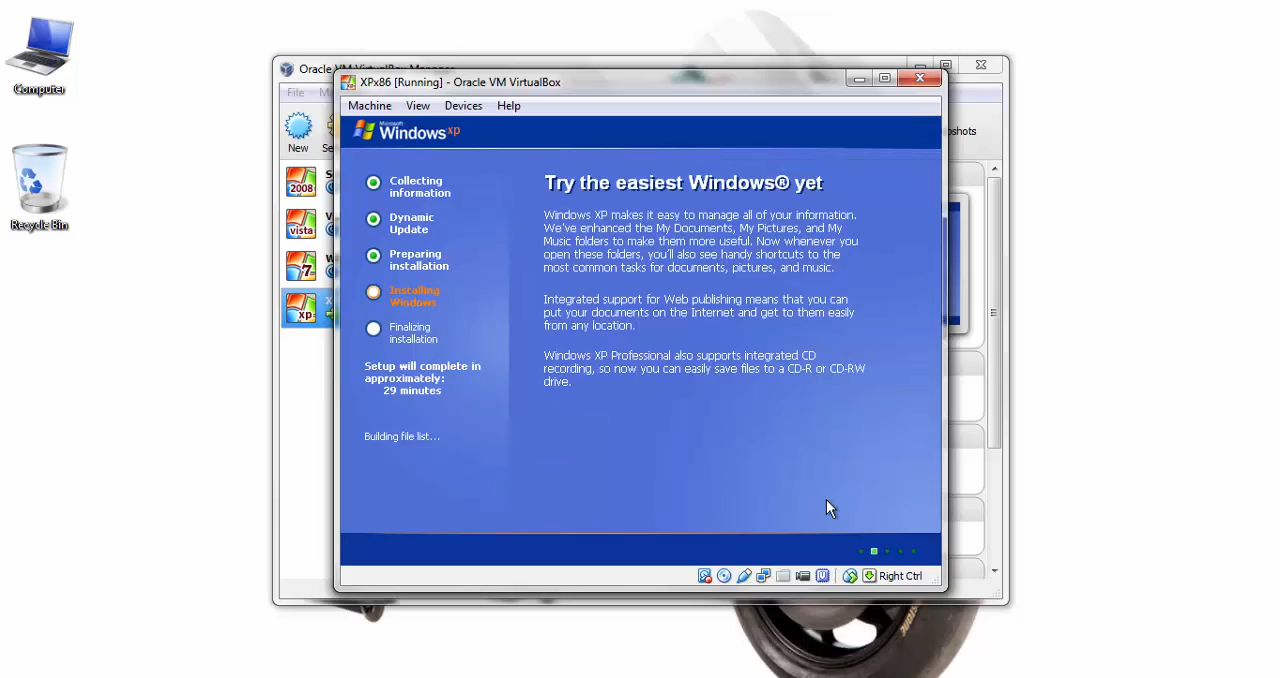 Computer
Recycle Bin
Oracle VM VirtualBox Manager
File
New
2008
vista
7
xp
pshots
XPx86 [Running] - Oracle VM VirtualBox
Machine View Devices Help
Microsoft
Windows xp
Collecting
information
Dynamic
Update
Preparing
installation
Installing
Windows
Finalizing
installation
Setup will complete in
approximately:
29 minutes
Building file list...
Try the easiest Windows® yet
Windows XP makes it easy to manage all of your information.
We've enhanced the My Documents, My Pictures, and My
Music folders to make them more useful. Now whenever you
open these folders, you'll also see handy shortcuts to the
most common tasks for documents, pictures, and music.
Integrated support for Web publishing means that you can
put your documents on the Internet and get to them easily
from any location.
Windows XP Professional also supports integrated CD
recording, so now you can easily save files to a CD-R or CD-RW
drive.
Right Ctrl